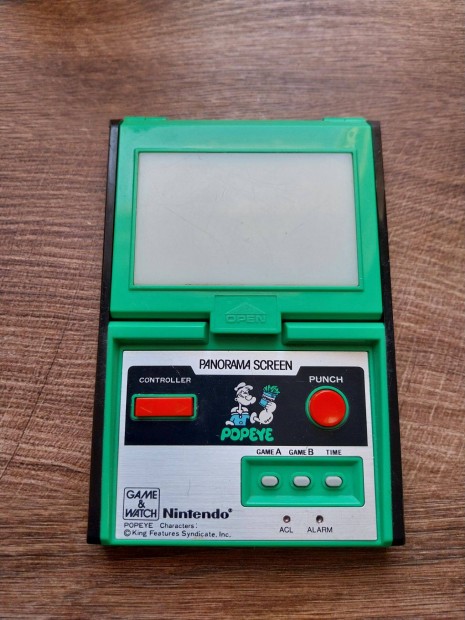 OPEN
PANORAMA SCREEN
CONTROLLER
PUNCH
POPEYE
GAME A GAME B TIME
GAME
&
WATCH
Nintendo®
ACL ALARM
POPEYE Characters:
©King Features Syndicate, Inc.